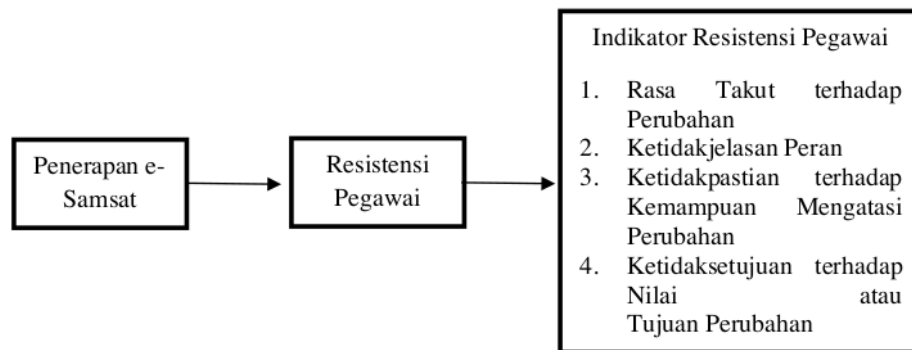 Penerapan e-
Samsat
Resistensi
Pegawai
Indikator Resistensi Pegawai
1. Rasa Takut terhadap
Perubahan
2. Ketidakjelasan Peran
3. Ketidakpastian terhadap
Kemampuan Mengatasi
Perubahan
4. Ketidaksetujuan terhadap
Nilai atau
Tujuan Perubahan